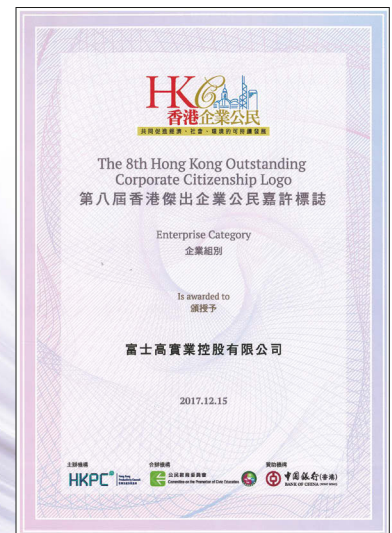 HKCC
香港企業公民
共同促進經濟、社會、環境的可持續發展
The 8th Hong Kong Outstanding
Corporate Citizenship Logo
第八屆香港傑出企業公民嘉許標誌
Enterprise Category
企業組別
Is awarded to
頒授予
富士高實業控股有限公司
2017.12.15
主辦機構
合辦機構
贊助機構
HKPC
Hong Kong
Productivity Council
公民教育委員會
Committee on the Promotion of Civic Education
中國銀行(香港)
BANK OF CHINA (HONG KONG)